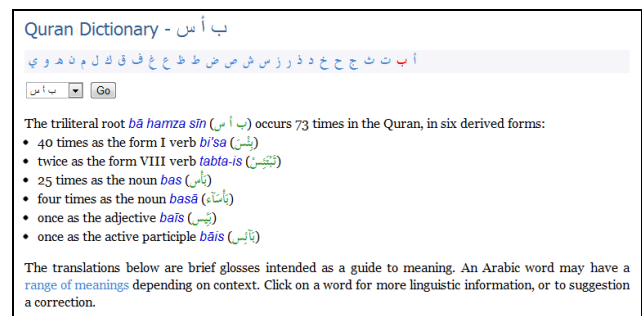 Quran Dictionary - ب أ س
أ ب ت ث ج ح خ د ذ ر ز س ش ص ض ط ظ ع غ ف ق ك ل م ن ه و ي
ب أ س Go
The triliteral root bā hamza sīn (ب أ س) occurs 73 times in the Quran, in six derived forms:
• 40 times as the form I verb bi'sa (بِئْسَ)
• twice as the form VIII verb tabta-is (تَبْتَئِسْ)
• 25 times as the noun bas (بَأْس)
• four times as the noun basā (بَأْسَآء)
• once as the adjective baīs (بَـِٔيس)
• once as the active participle bāis (بَآئِس)
The translations below are brief glosses intended as a guide to meaning. An Arabic word may have a
range of meanings depending on context. Click on a word for more linguistic information, or to suggestion
a correction.